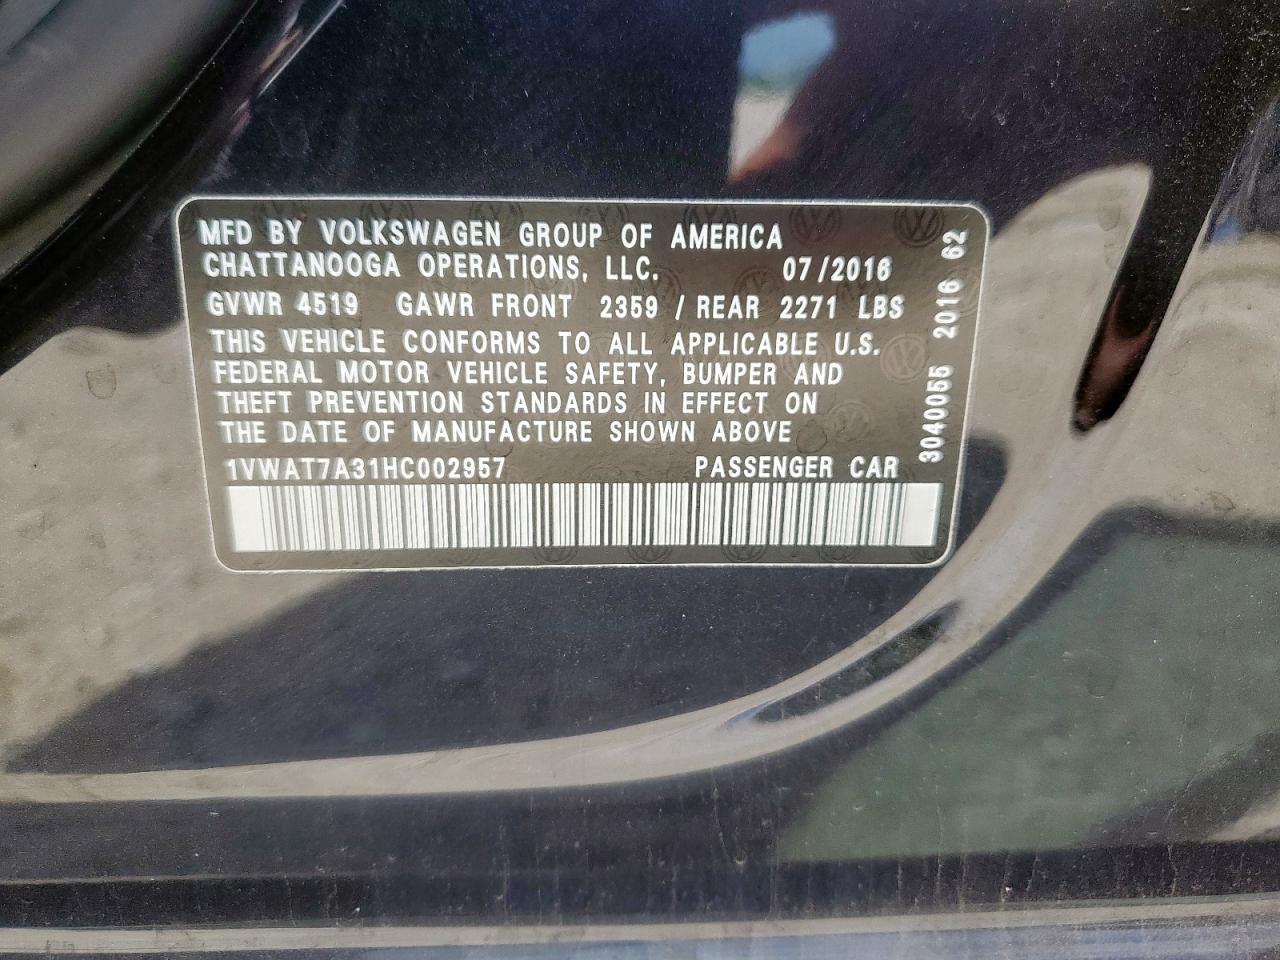 MFD BY VOLKSWAGEN GROUP OF AMERICA
CHATTANOOGA OPERATIONS, LLC. 07/2016
GVWR 4519 GAWR FRONT 2359 / REAR 2271 LBS
THIS VEHICLE CONFORMS TO ALL APPLICABLE U.S.
FEDERAL MOTOR VEHICLE SAFETY, BUMPER AND
THEFT PREVENTION STANDARDS IN EFFECT ON
THE DATE OF MANUFACTURE SHOWN ABOVE
1VWAT7A31HC002957 PASSENGER CAR
3040055 2016 62